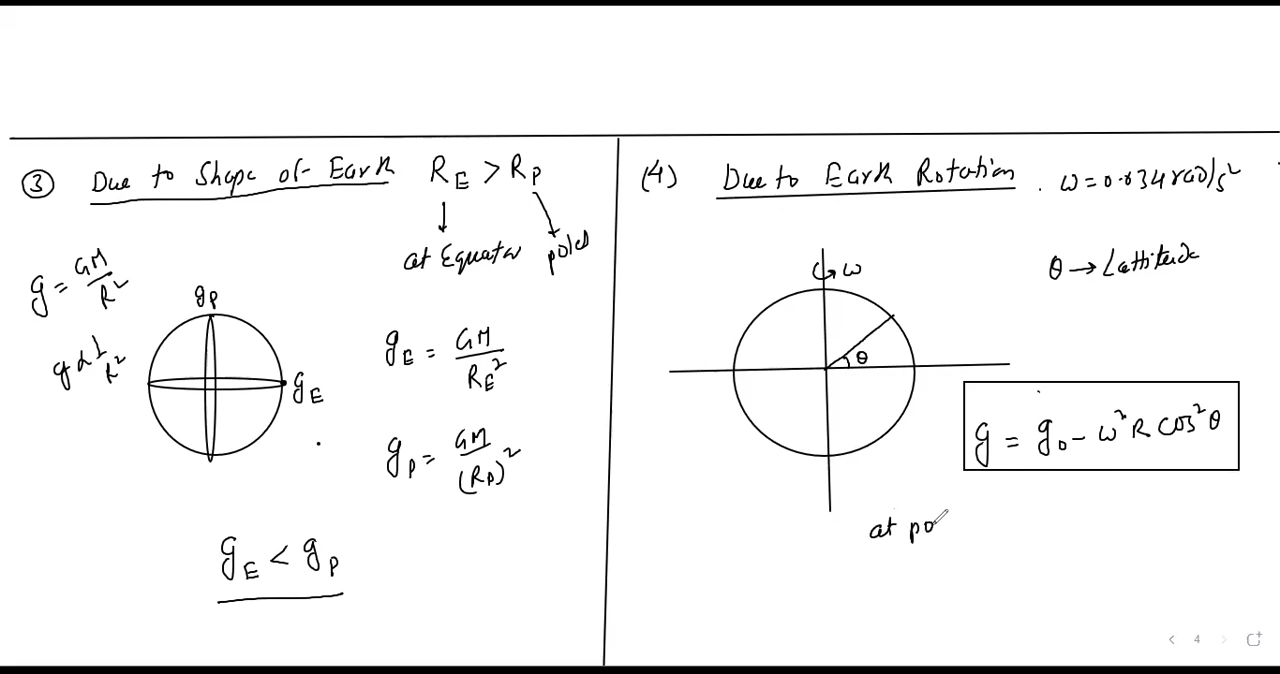 ③ Due to Shape of Earth R_E > R_P
at Equator poles
g = GM/R²
g ∝ 1/R²
g_P
g_E
g_E = GM/R_E²
g_P = GM/(R_P)²
g_E < g_P
(4) Due to Earth Rotation . ω = 0.034 rad/s²
θ → Lattitude
ω
θ
g = g₀ - ω²R cos²θ
at po
4